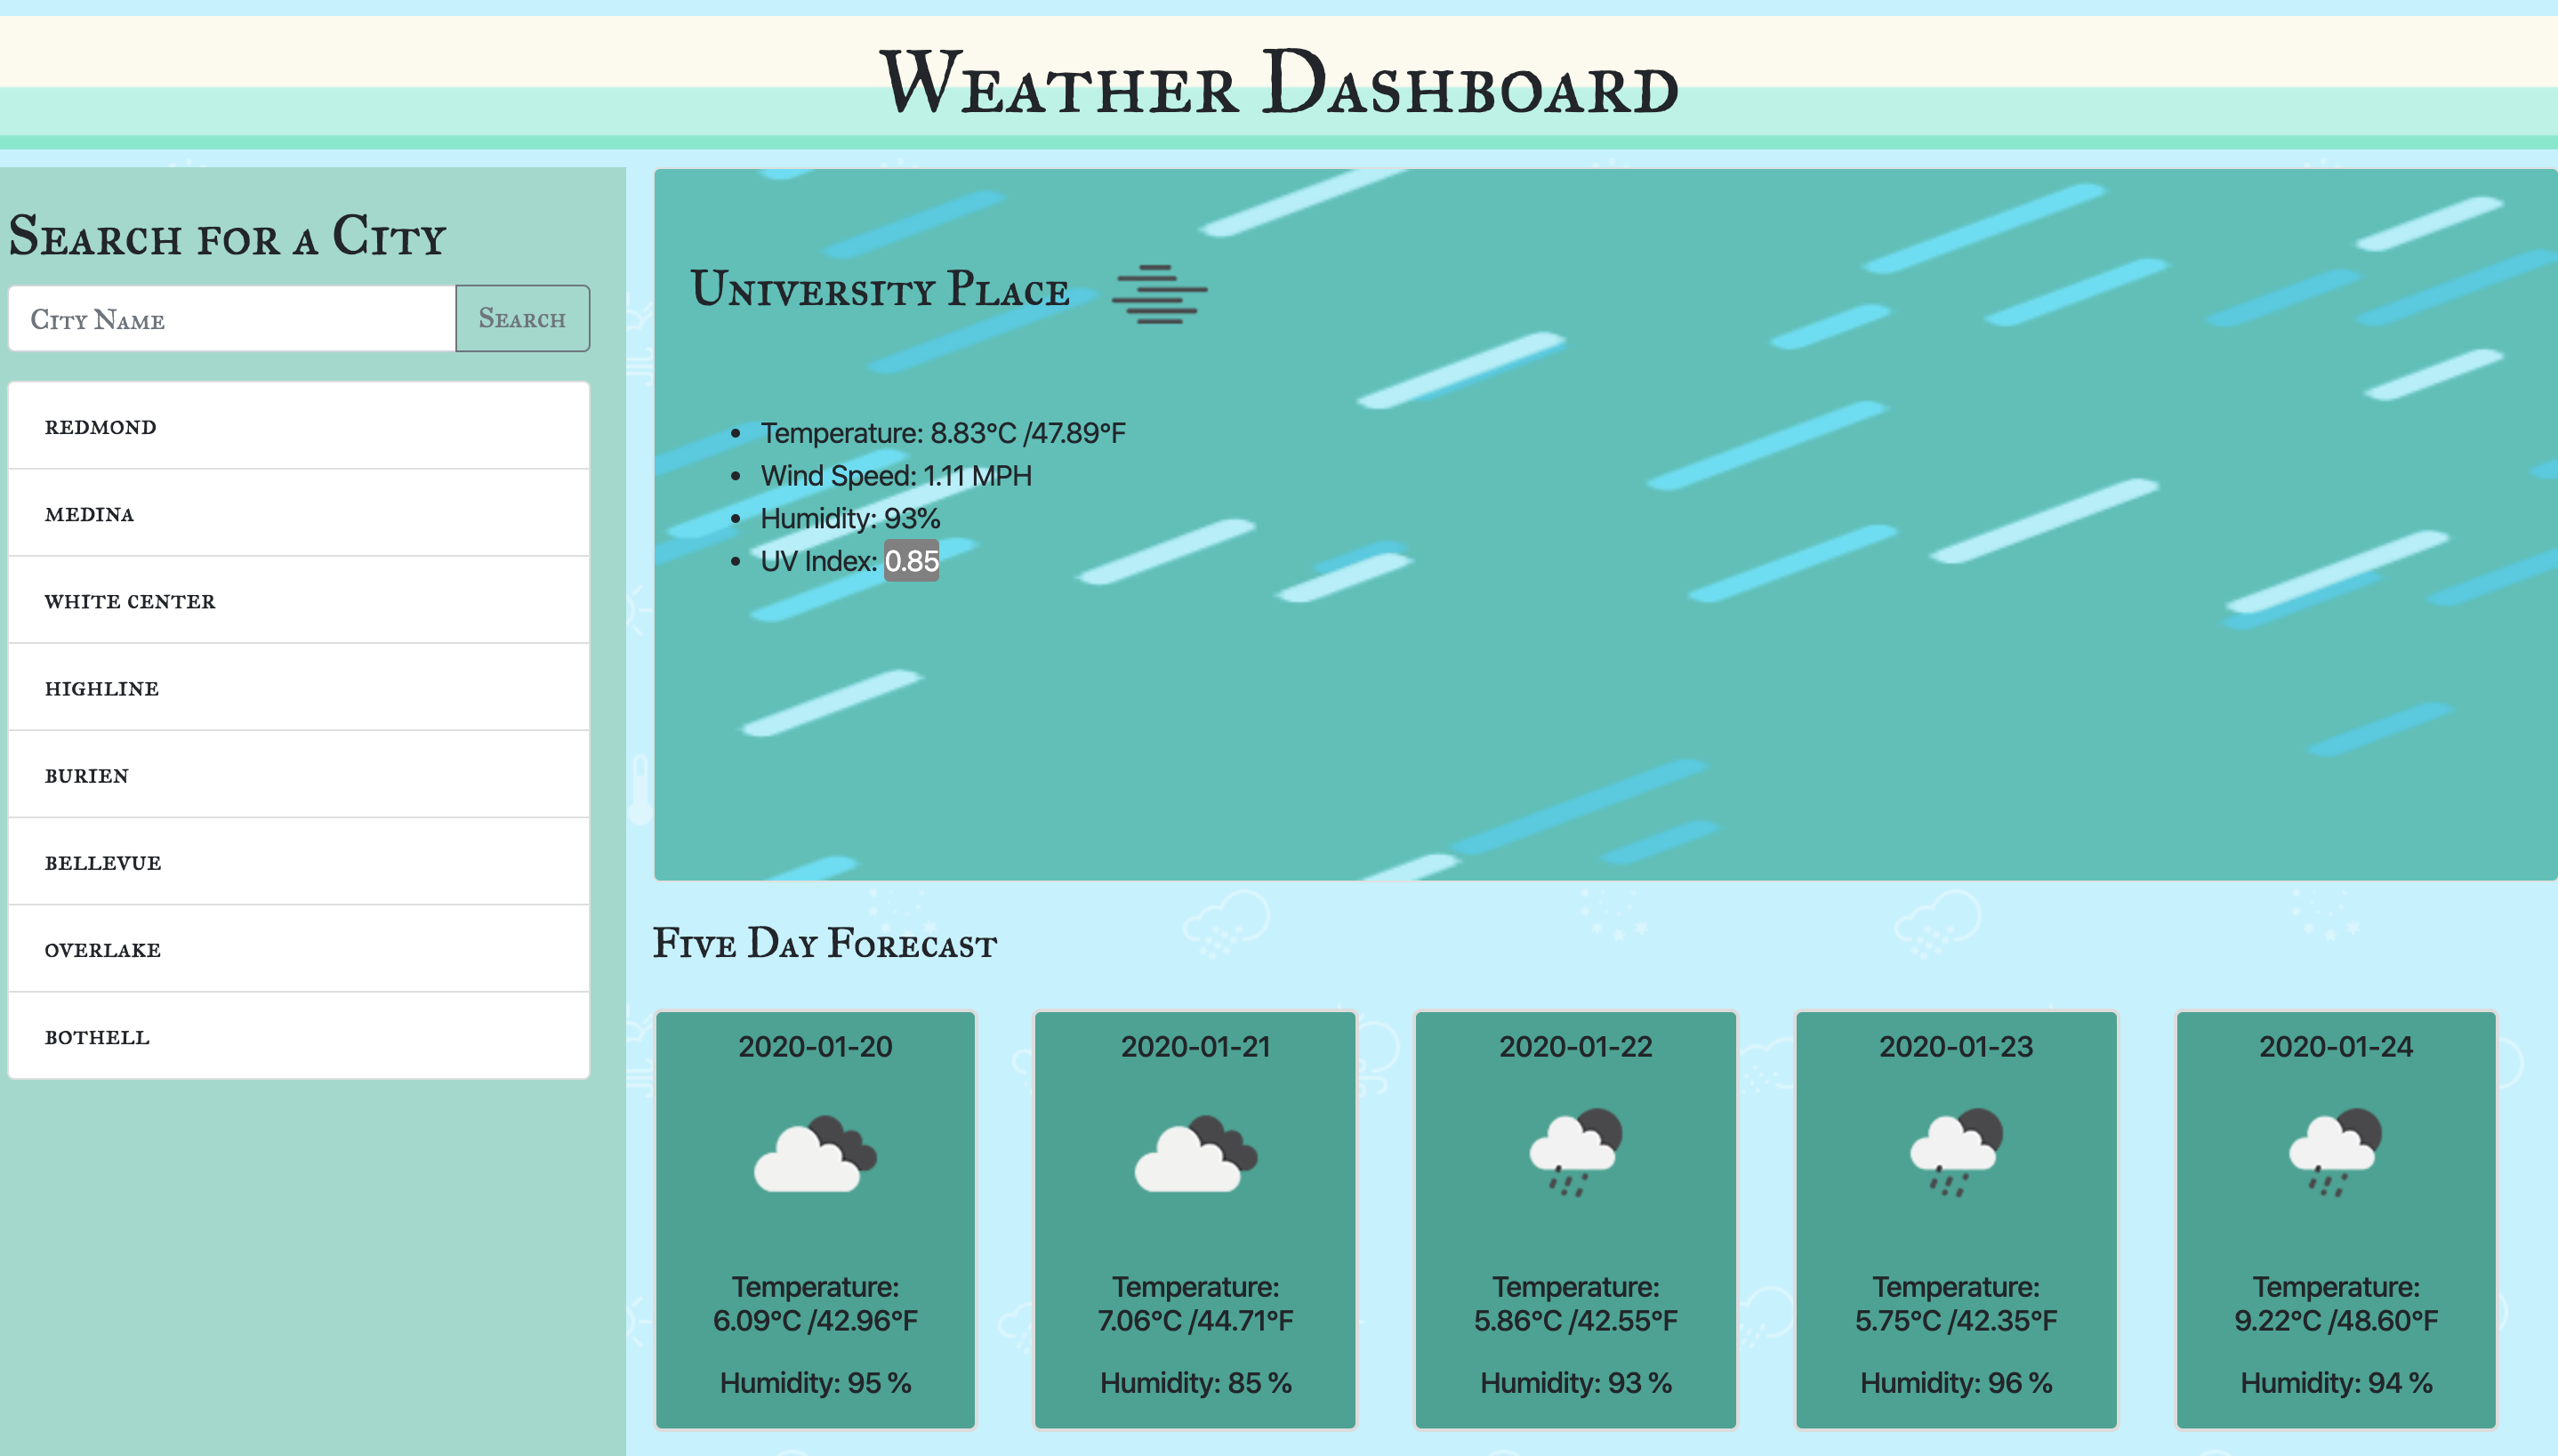 Weather Dashboard
Search for a City
City Name
Search
REDMOND
MEDINA
WHITE CENTER
HIGHLINE
BURIEN
BELLEVUE
OVERLAKE
BOTHELL
University Place
• Temperature: 8.83°C /47.89°F
• Wind Speed: 1.11 MPH
• Humidity: 93%
• UV Index: 0.85
Five Day Forecast
2020-01-20
Temperature:
6.09°C /42.96°F
Humidity: 95 %
2020-01-21
Temperature:
7.06°C /44.71°F
Humidity: 85 %
2020-01-22
Temperature:
5.86°C /42.55°F
Humidity: 93 %
2020-01-23
Temperature:
5.75°C /42.35°F
Humidity: 96 %
2020-01-24
Temperature:
9.22°C /48.60°F
Humidity: 94 %